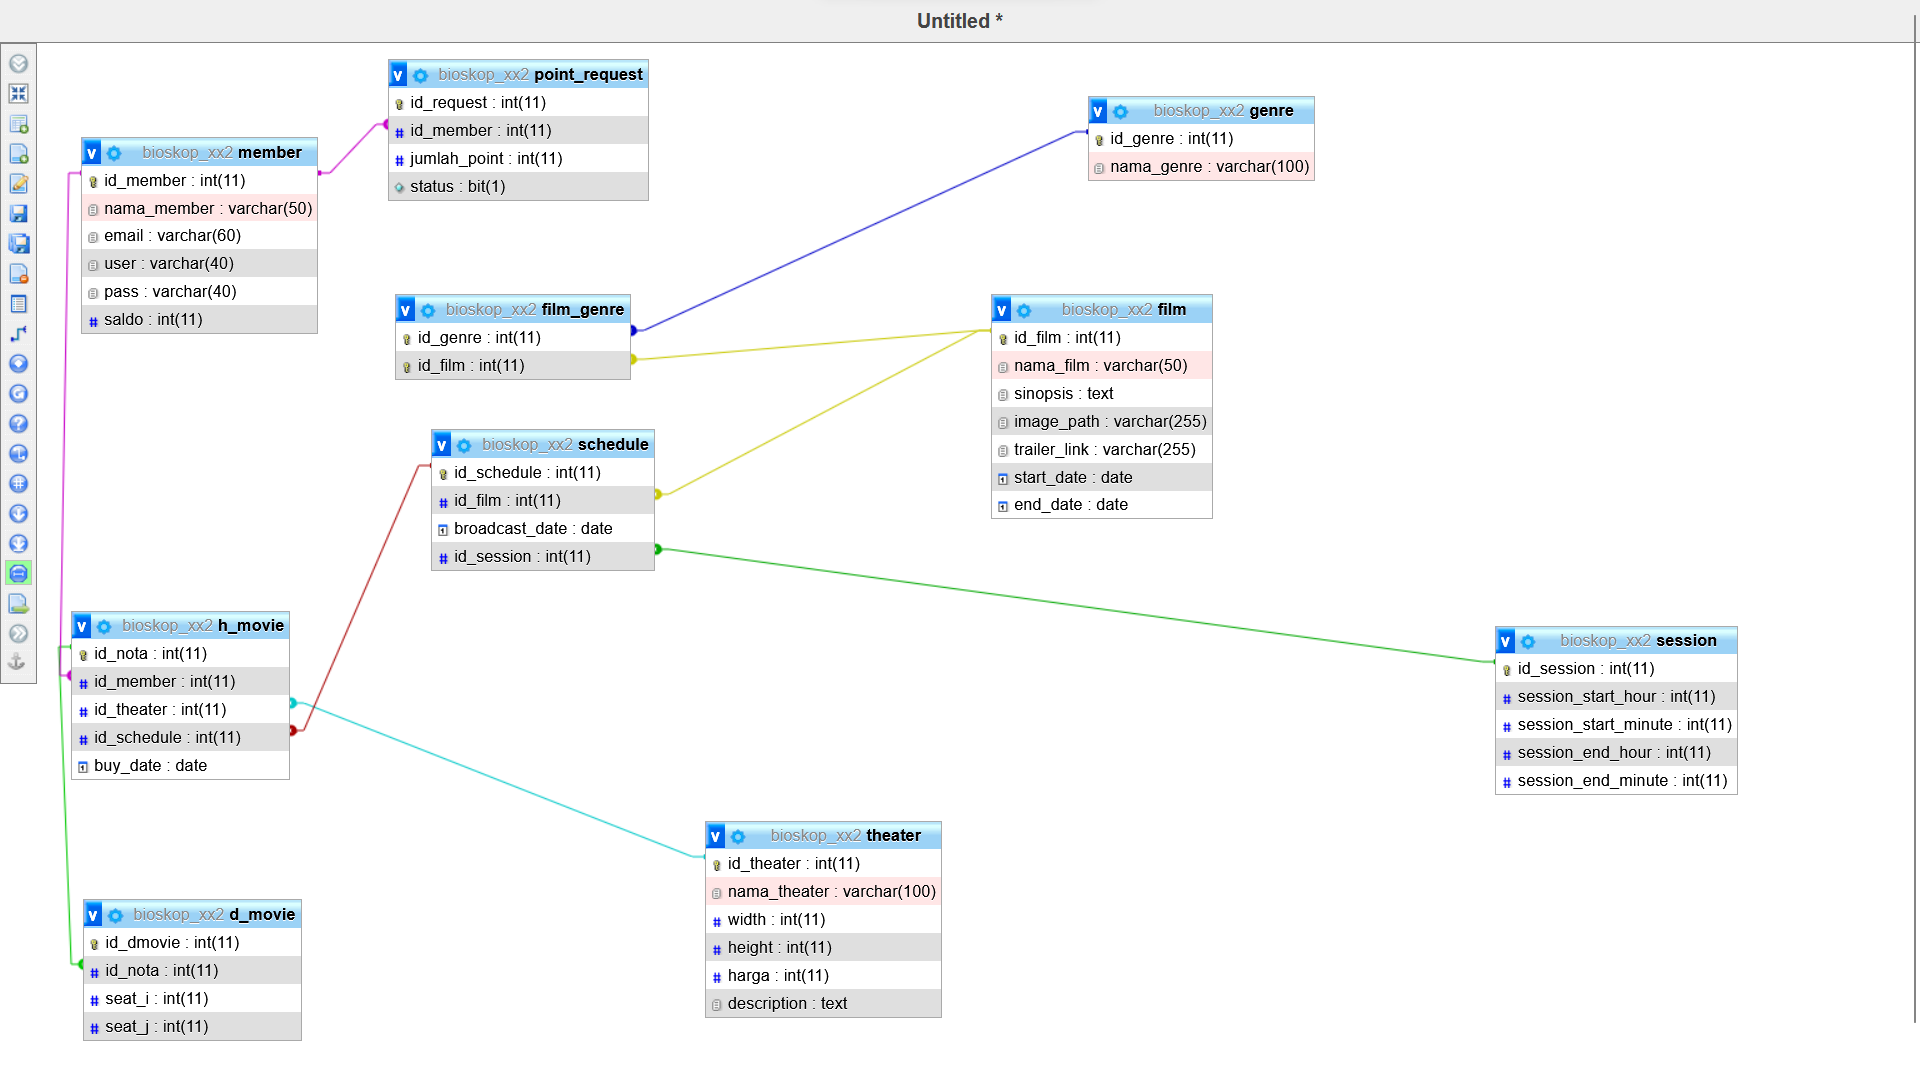 Untitled *
bioskop_xx2 point_request
id_request : int(11)
id_member : int(11)
jumlah_point : int(11)
status : bit(1)
bioskop_xx2 genre
id_genre : int(11)
nama_genre : varchar(100)
bioskop_xx2 member
id_member : int(11)
nama_member : varchar(50)
email : varchar(60)
user : varchar(40)
pass : varchar(40)
saldo : int(11)
bioskop_xx2 film_genre
id_genre : int(11)
id_film : int(11)
bioskop_xx2 film
id_film : int(11)
nama_film : varchar(50)
sinopsis : text
image_path : varchar(255)
trailer_link : varchar(255)
start_date : date
end_date : date
bioskop_xx2 schedule
id_schedule : int(11)
id_film : int(11)
broadcast_date : date
id_session : int(11)
bioskop_xx2 h_movie
id_nota : int(11)
id_member : int(11)
id_theater : int(11)
id_schedule : int(11)
buy_date : date
bioskop_xx2 session
id_session : int(11)
session_start_hour : int(11)
session_start_minute : int(11)
session_end_hour : int(11)
session_end_minute : int(11)
bioskop_xx2 theater
id_theater : int(11)
nama_theater : varchar(100)
width : int(11)
height : int(11)
harga : int(11)
description : text
bioskop_xx2 d_movie
id_dmovie : int(11)
id_nota : int(11)
seat_i : int(11)
seat_j : int(11)